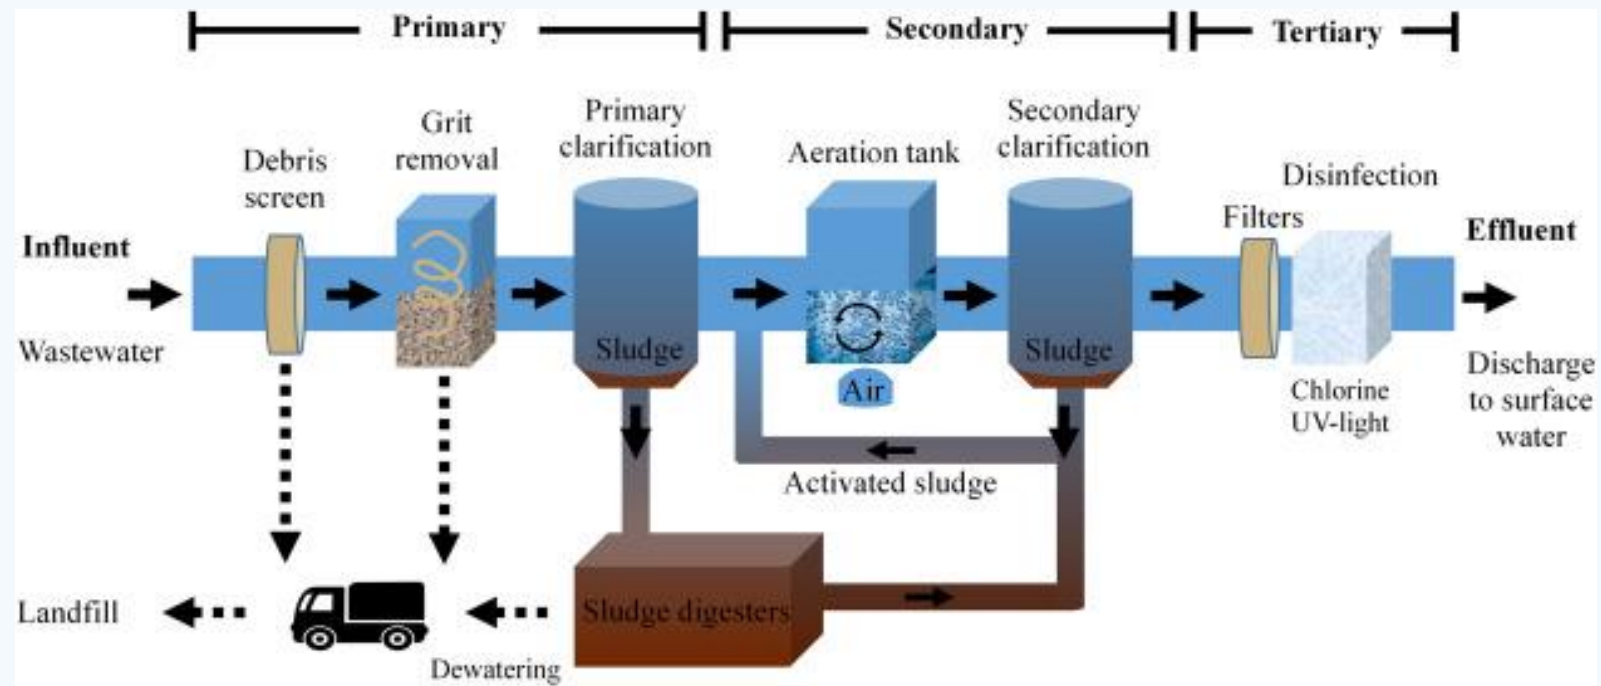 Primary
Secondary
Tertiary
Debris
screen
Grit
removal
Primary
clarification
Aeration tank
Secondary
clarification
Filters
Disinfection
Influent
Wastewater
Sludge
Air
Sludge
Chlorine
UV-light
Effluent
Discharge
to surface
water
Activated sludge
Landfill
Dewatering
Sludge digesters